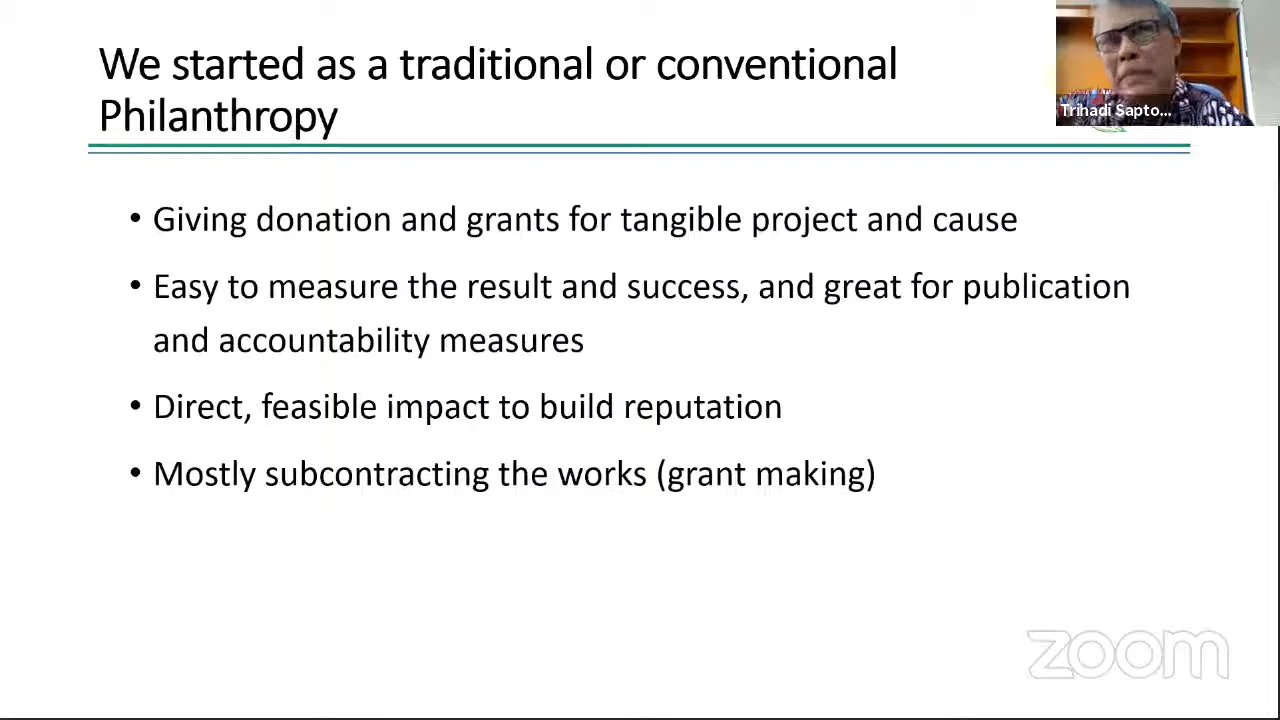 We started as a traditional or conventional
Philanthropy
Trihadi Sapto...
• Giving donation and grants for tangible project and cause
• Easy to measure the result and success, and great for publication
and accountability measures
• Direct, feasible impact to build reputation
• Mostly subcontracting the works (grant making)
zoom